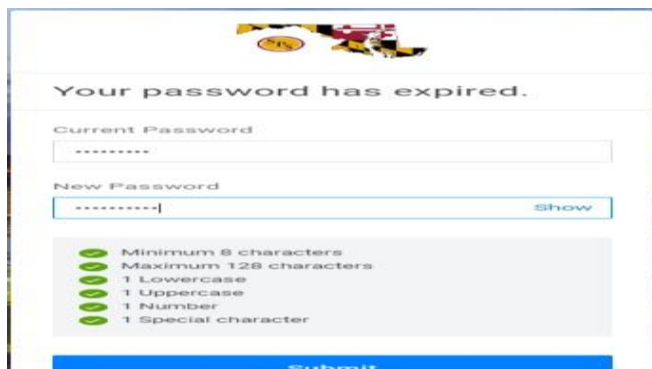 Your password has expired.
Current Password
•••••••••
New Password
••••••••••
Show
Minimum 8 characters
Maximum 128 characters
1 Lowercase
1 Uppercase
1 Number
1 Special character
Submit